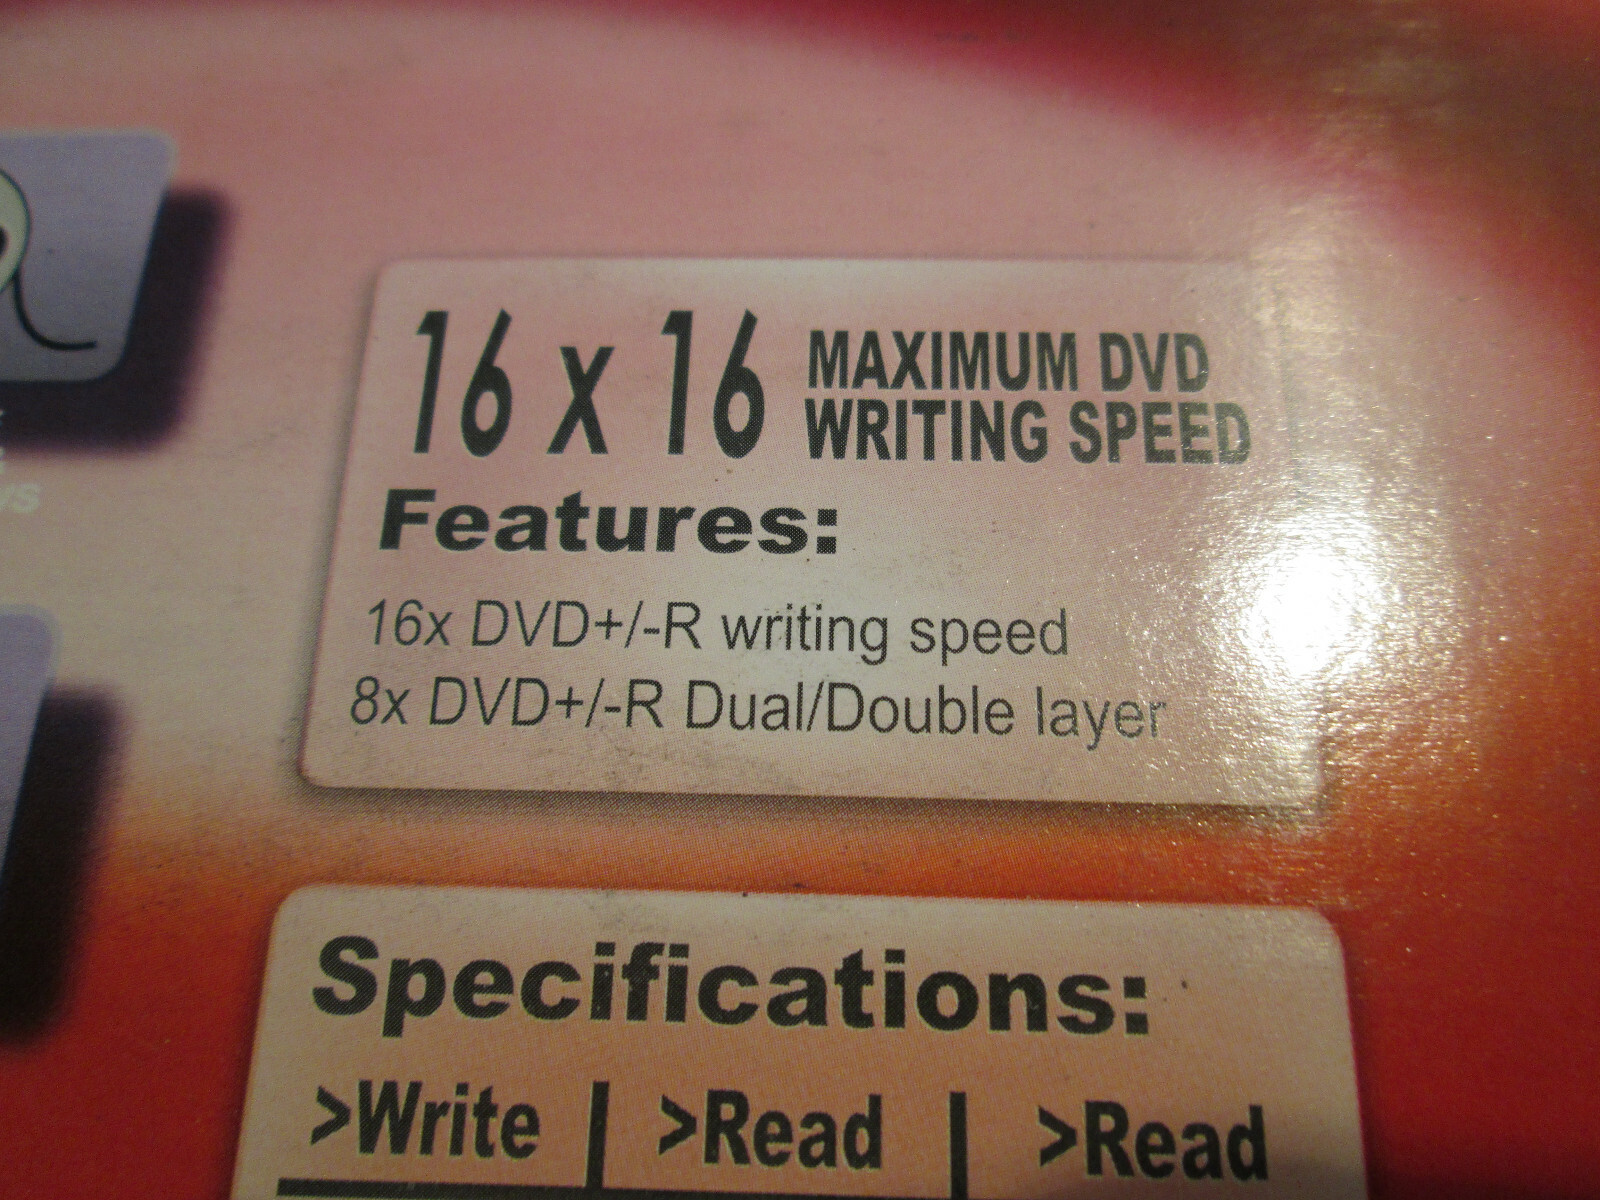 16 x 16 MAXIMUM DVD
WRITING SPEED
Features:
16x DVD+/-R writing speed
8x DVD+/-R Dual/Double layer
Specifications:
>Write | >Read | >Read